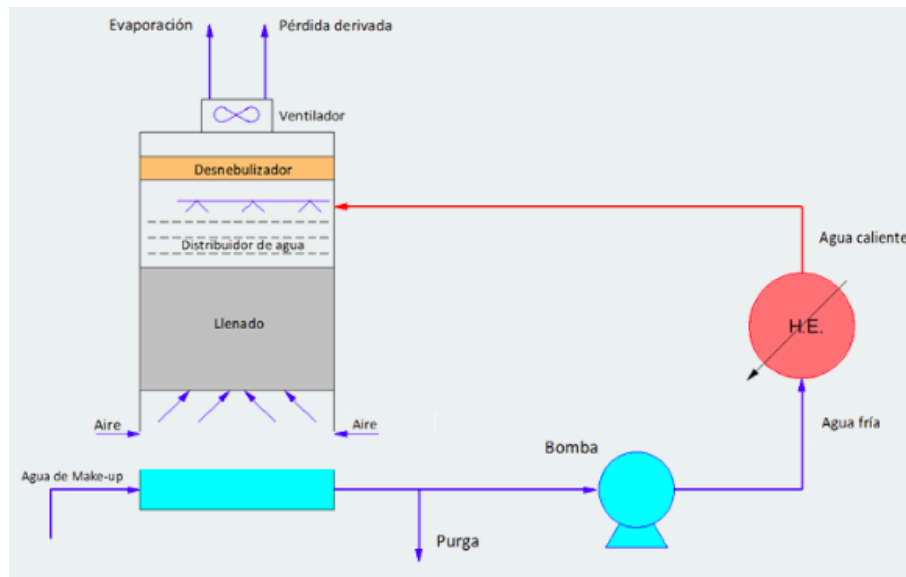 Evaporación
Pérdida derivada
Ventilador
Desnebulizador
Distribuidor de agua
Agua caliente
Llenado
H.E.
Aire
Aire
Agua fría
Bomba
Agua de Make-up
Purga